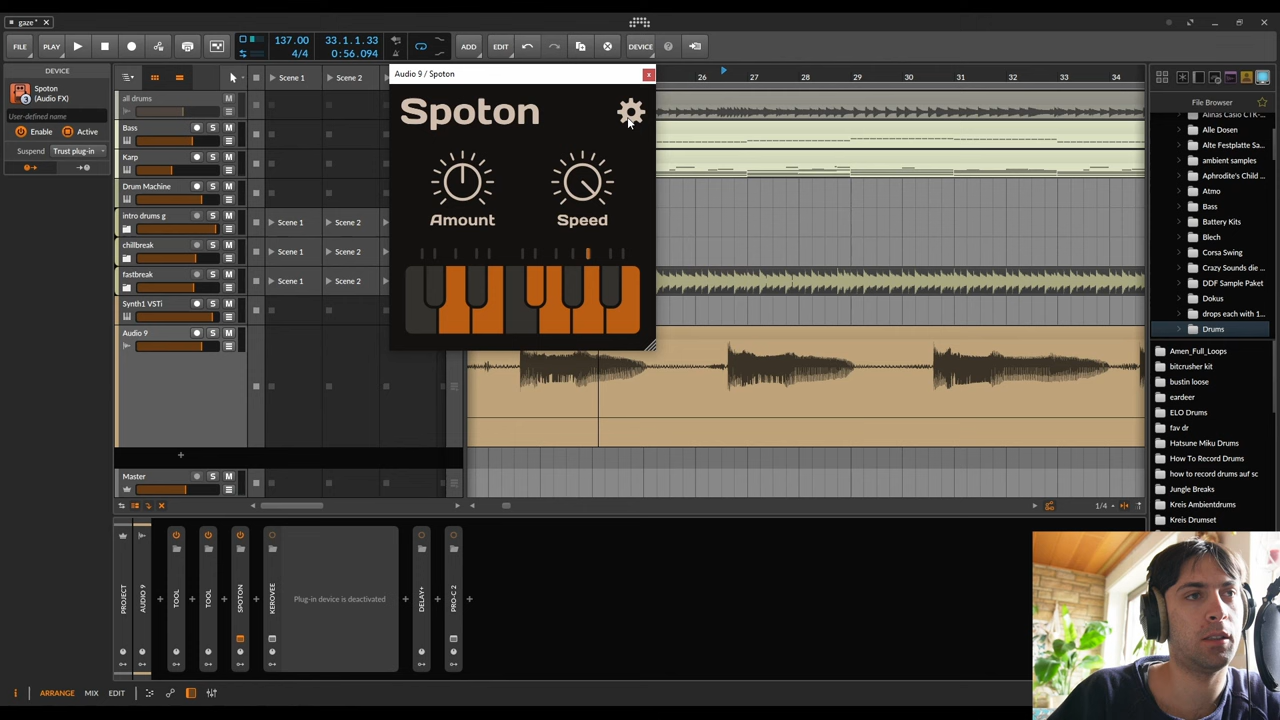 gaze*
FILE
PLAY
137.00
4/4
33.1.1.33
0:56.094
ADD
EDIT
DEVICE
DEVICE
Spoton
(Audio FX)
3
User-defined name
Enable
Active
Suspend
Trust plug-in
Scene 1
Scene 2
all drums
S
M
Bass
S
M
Karp
S
M
Drum Machine
S
M
intro drums g
S
M
Scene 1
Scene 2
chillbreak
S
M
Scene 1
Scene 2
fastbreak
S
M
Scene 1
Scene 2
Synth1 VSTi
S
M
Audio 9
S
M
Master
S
M
Audio 9 / Spoton
x
Spoton
Amount
Speed
26
27
28
29
30
31
32
33
34
1/4
File Browser
Alinas Casio CTK-
Alle Dosen
Alte Festplatte Sa...
ambient samples
Aphrodite's Child ...
Atmo
Bass
Battery Kits
Blech
Corsa Swing
Crazy Sounds die ...
DDF Sample Paket
Dokus
drops each with 1...
Drums
Amen_Full_Loops
bitcrusher kit
bustin loose
eardeer
ELO Drums
fav dr
Hatsune Miku Drums
How To Record Drums
how to record drums auf sc
Jungle Breaks
Kreis Ambientdrums
Kreis Drumset
PROJECT
AUDIO 9
TOOL
TOOL
SPOTON
KEROVEE
Plug-in device is deactivated
DELAY+
PRO-C 2
i
ARRANGE
MIX
EDIT